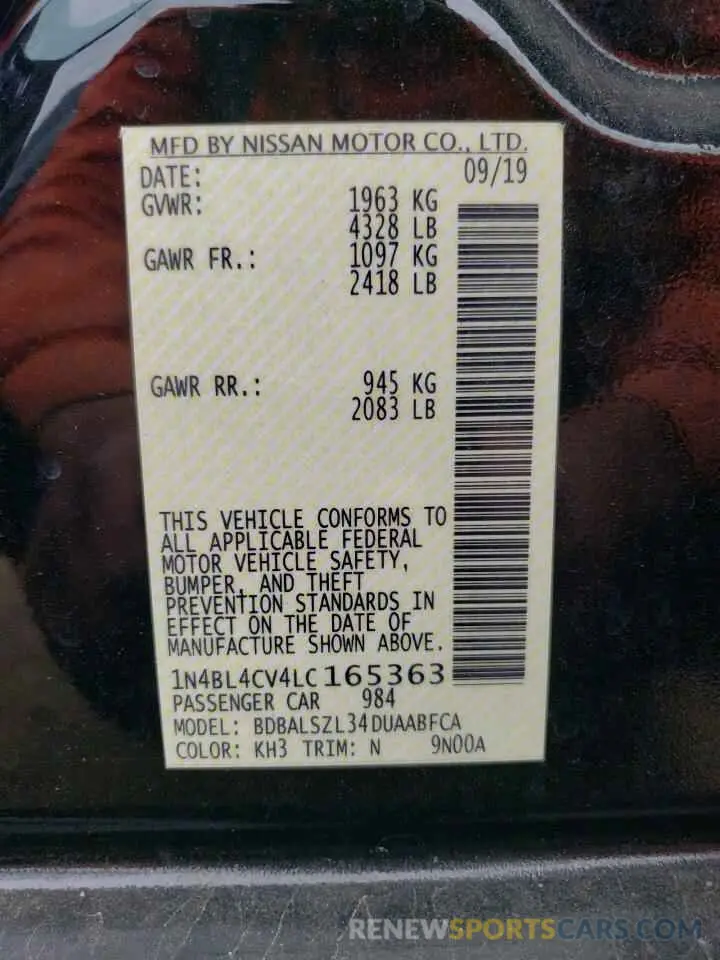 MFD BY NISSAN MOTOR CO., LTD.
DATE: 09/19
GVWR: 1963 KG
4328 LB
GAWR FR.: 1097 KG
2418 LB
GAWR RR.: 945 KG
2083 LB
THIS VEHICLE CONFORMS TO
ALL APPLICABLE FEDERAL
MOTOR VEHICLE SAFETY,
BUMPER, AND THEFT
PREVENTION STANDARDS IN
EFFECT ON THE DATE OF
MANUFACTURE SHOWN ABOVE.
1N4BL4CV4LC165363
PASSENGER CAR 984
MODEL: BDBALSZL34DUAABFCA
COLOR: KH3 TRIM: N 9N00A
RENEWSPORTSCARS.COM